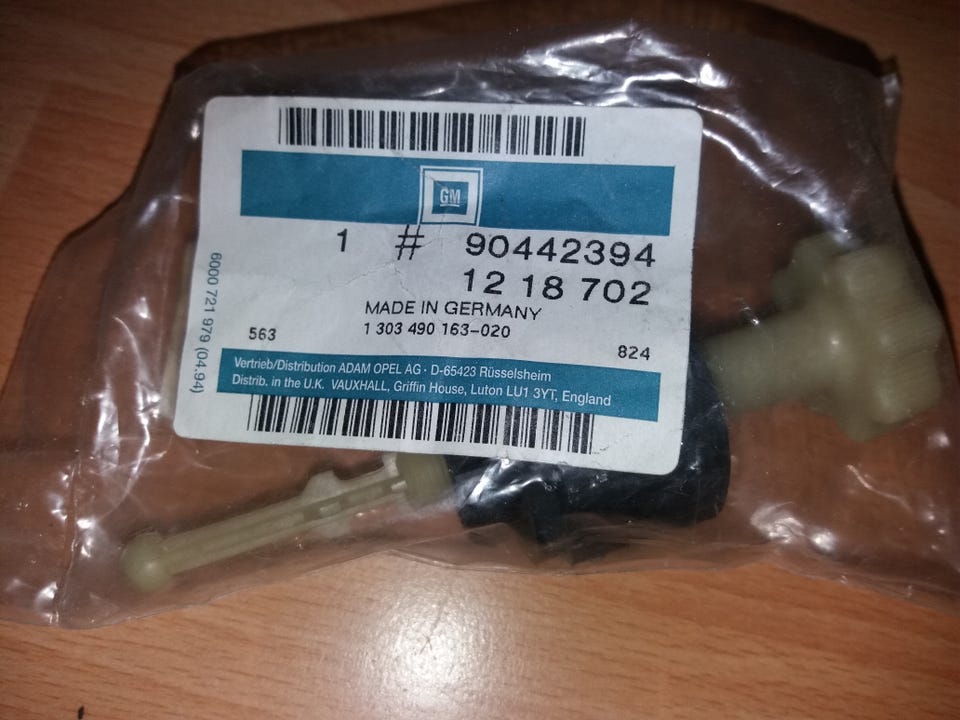 GM
1 # 90442394
12 18 702
MADE IN GERMANY
1 303 490 163-020
563
824
Vertrieb/Distribution ADAM OPEL AG · D-65423 Rüsselsheim
Distrib. in the U.K. VAUXHALL, Griffin House, Luton LU1 3YT, England
6000 721 979 (04.94)